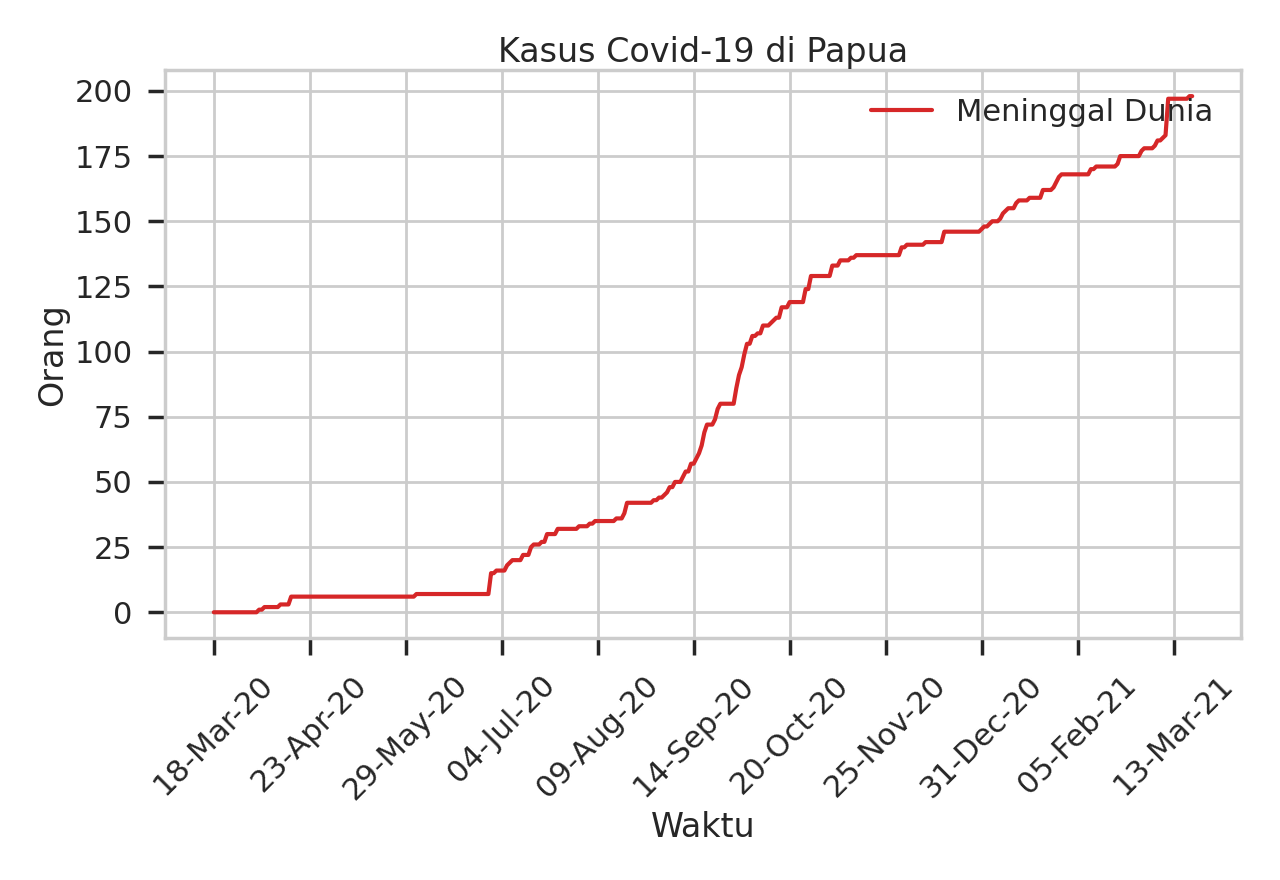 Kasus Covid-19 di Papua
Meninggal Dunia
Orang
200
175
150
125
100
75
50
25
0
18-Mar-20
23-Apr-20
29-May-20
04-Jul-20
09-Aug-20
14-Sep-20
20-Oct-20
25-Nov-20
31-Dec-20
05-Feb-21
13-Mar-21
Waktu